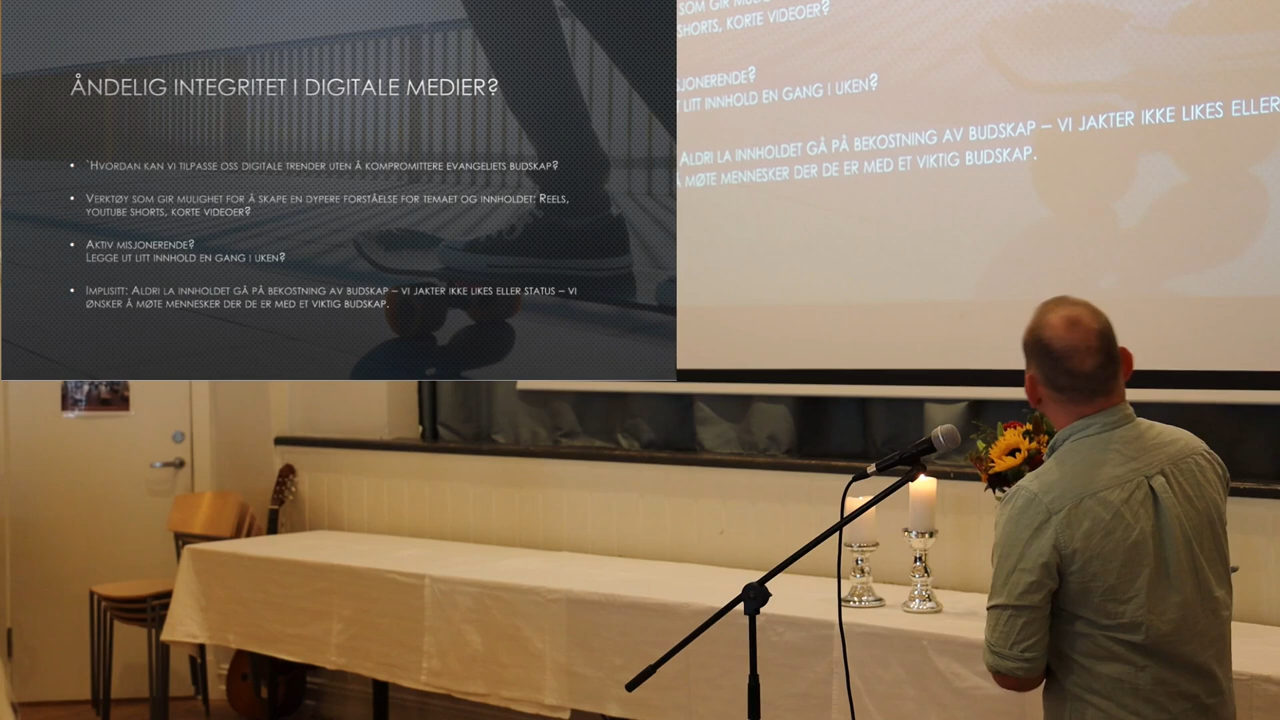 ÅNDELIG INTEGRITET I DIGITALE MEDIER?
• `HVORDAN KAN VI TILPASSE OSS DIGITALE TRENDER UTEN Å KOMPROMITTERE EVANGELIETS BUDSKAP?
• VERKTØY SOM GIR MULIGHET FOR Å SKAPE EN DYPERE FORSTÅELSE FOR TEMAET OG INNHOLDET: REELS,
YOUTUBE SHORTS, KORTE VIDEOER?
• AKTIV MISJONERENDE?
LEGGE UT LITT INNHOLD EN GANG I UKEN?
• IMPLISITT: ALDRI LA INNHOLDET GÅ PÅ BEKOSTNING AV BUDSKAP – VI JAKTER IKKE LIKES ELLER STATUS – VI
ØNSKER Å MØTE MENNESKER DER DE ER MED ET VIKTIG BUDSKAP.
SOM GIR
SHORTS, KORTE VIDEOER?
SJONERENDE?
T LITT INNHOLD EN GANG I UKEN?
ALDRI LA INNHOLDET GÅ PÅ BEKOSTNING AV BUDSKAP – VI JAKTER IKKE LIKES ELLER
Å MØTE MENNESKER DER DE ER MED ET VIKTIG BUDSKAP.